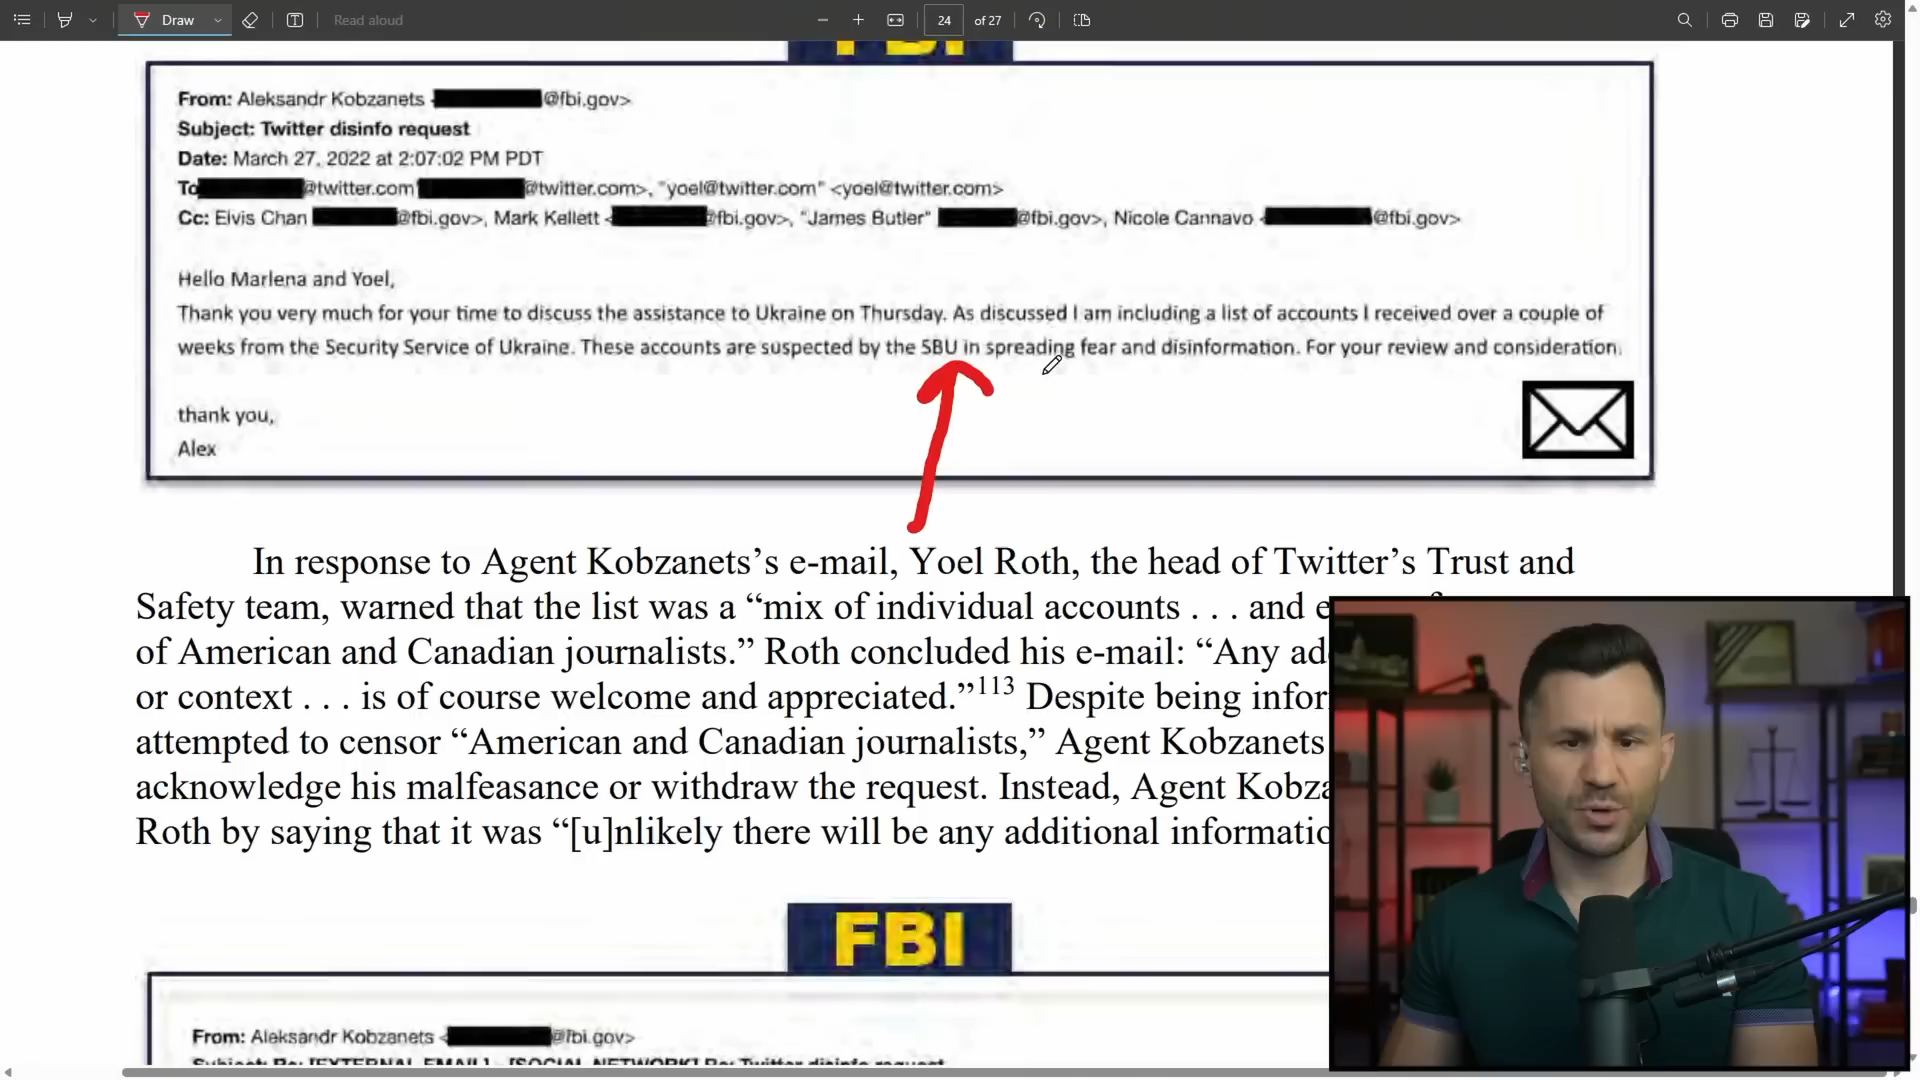 Draw
Read aloud
24 of 27
FBI
From: Aleksandr Kobzanets < @fbi.gov>
Subject: Twitter disinfo request
Date: March 27, 2022 at 2:07:02 PM PDT
To @twitter.com @twitter.com>, "yoel@twitter.com" <yoel@twitter.com>
Cc: Elvis Chan @fbi.gov>, Mark Kellett < @fbi.gov>, "James Butler" @fbi.gov>, Nicole Cannavo < @fbi.gov>
Hello Marlena and Yoel,
Thank you very much for your time to discuss the assistance to Ukraine on Thursday. As discussed I am including a list of accounts I received over a couple of
weeks from the Security Service of Ukraine. These accounts are suspected by the SBU in spreading fear and disinformation. For your review and consideration.
thank you,
Alex
In response to Agent Kobzanets’s e-mail, Yoel Roth, the head of Twitter’s Trust and
Safety team, warned that the list was a “mix of individual accounts . . . and
of American and Canadian journalists.” Roth concluded his e-mail: “Any
or context . . . is of course welcome and appreciated.”113 Despite being
attempted to censor “American and Canadian journalists,” Agent Kobzanets
acknowledge his malfeasance or withdraw the request. Instead, Agent
Roth by saying that it was “[u]nlikely there will be any additional
FBI
From: Aleksandr Kobzanets < @fbi.gov>
Subject: Re: [EXTERNAL EMAIL] - [SOCIAL NETWORK] Re: Twitter disinfo request